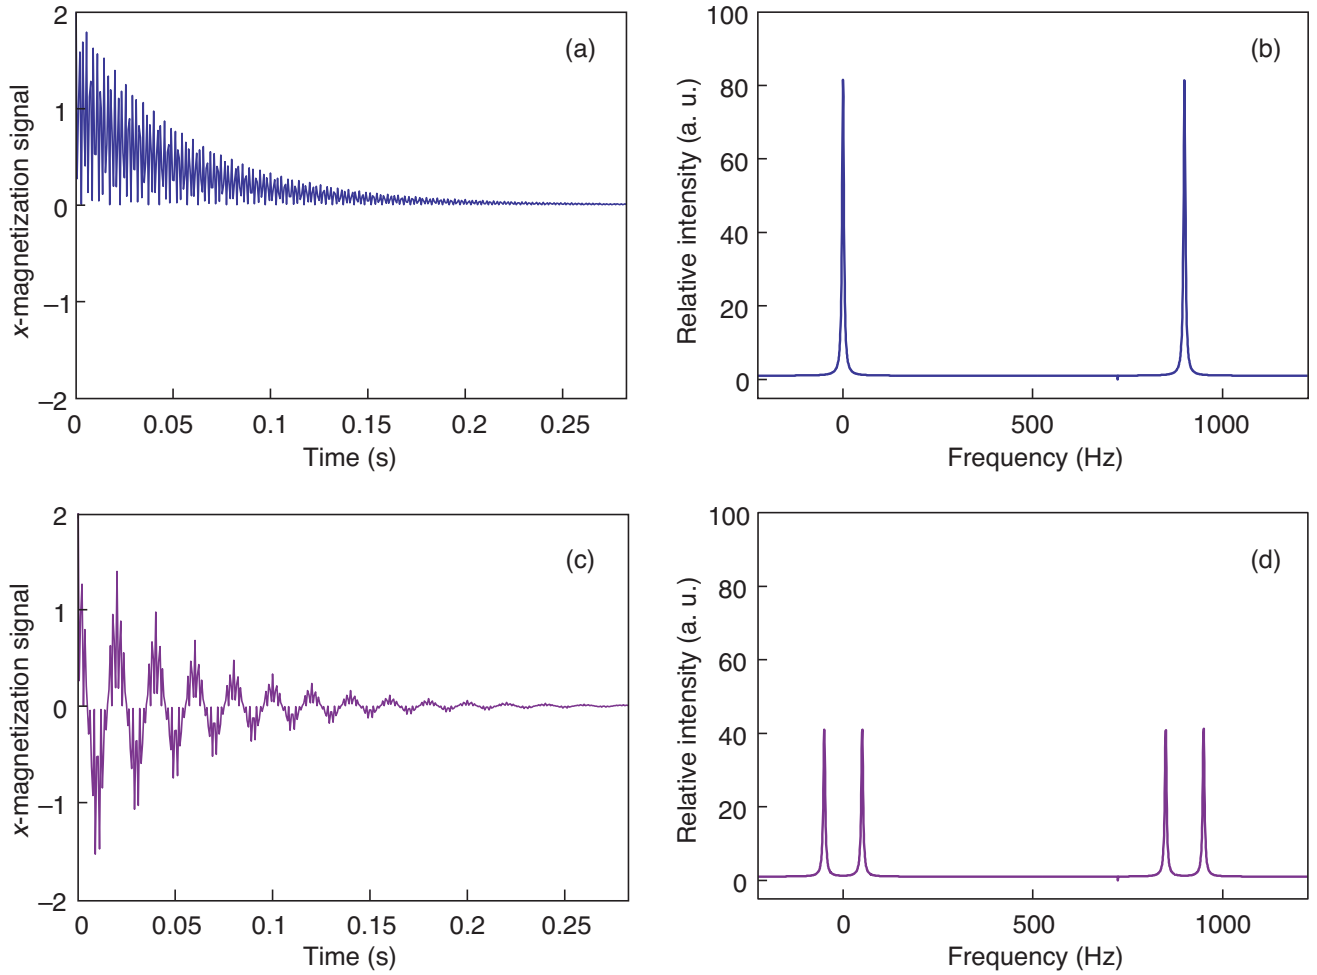 2
1
0
−1
−2
x-magnetization signal
(a)
0 0.05 0.1 0.15 0.2 0.25
Time (s)
100
80
60
40
20
0
Relative intensity (a. u.)
(b)
0 500 1000
Frequency (Hz)
2
1
0
−1
−2
x-magnetization signal
(c)
0 0.05 0.1 0.15 0.2 0.25
Time (s)
100
80
60
40
20
0
Relative intensity (a. u.)
(d)
0 500 1000
Frequency (Hz)